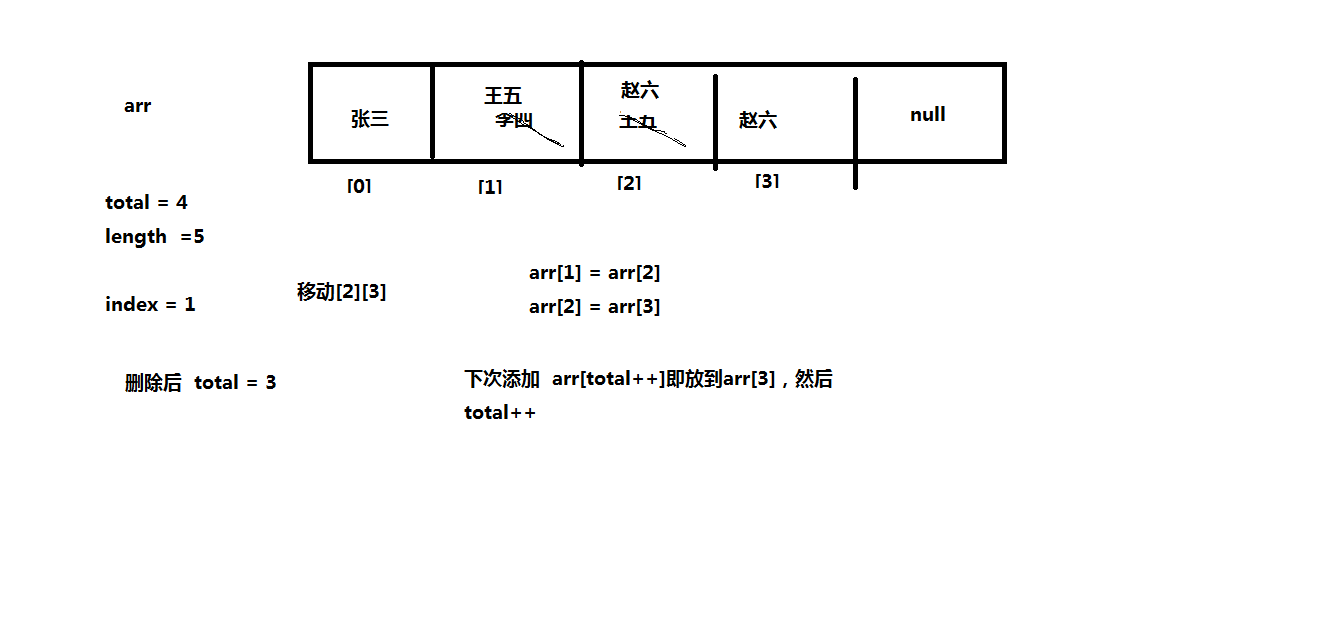 arr
张三
王五
李四
赵六
王五
赵六
null
[0]
[1]
[2]
[3]
total = 4
length  =5
index = 1
移动[2][3]
arr[1] = arr[2]
arr[2] = arr[3]
删除后  total = 3
下次添加  arr[total++]即放到arr[3]，然后
total++